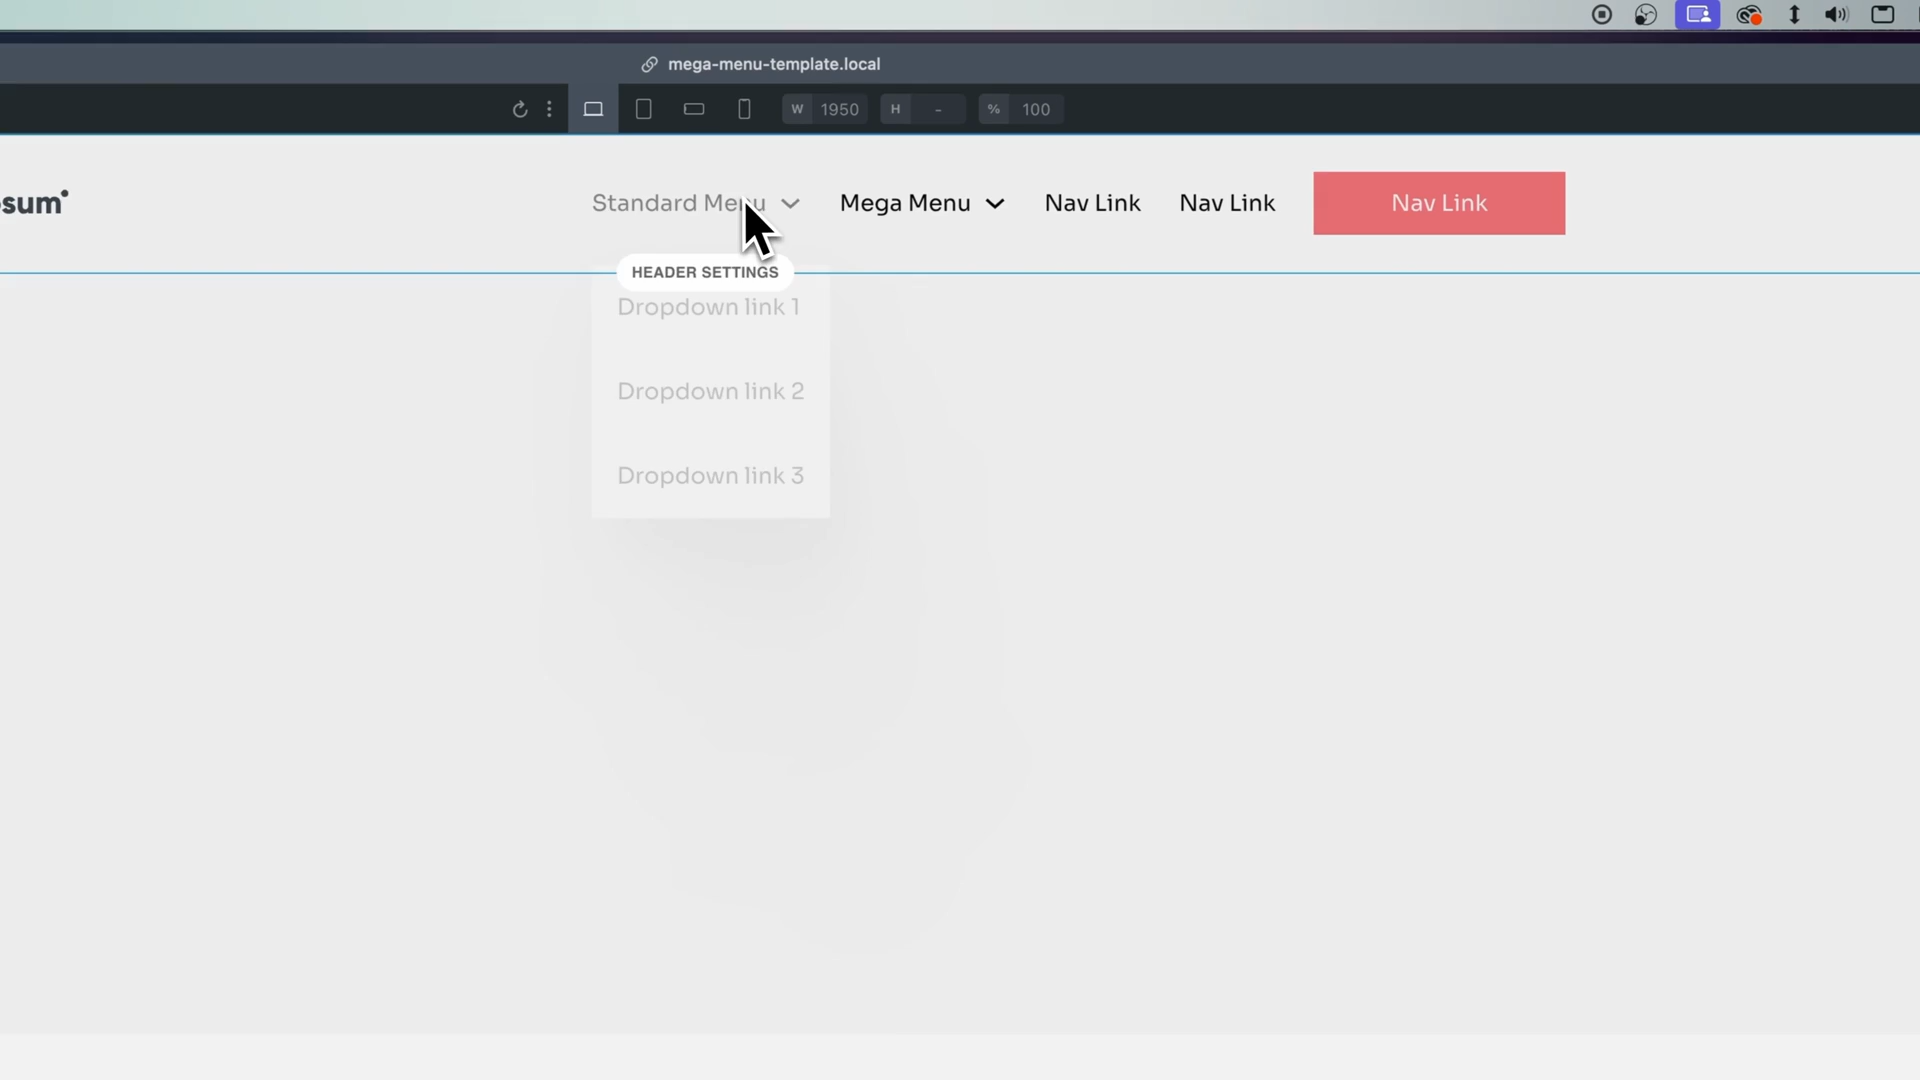 mega-menu-template.local
W 1950 H - % 100
sum
Standard Menu Mega Menu Nav Link Nav Link Nav Link
HEADER SETTINGS
Dropdown link 1
Dropdown link 2
Dropdown link 3